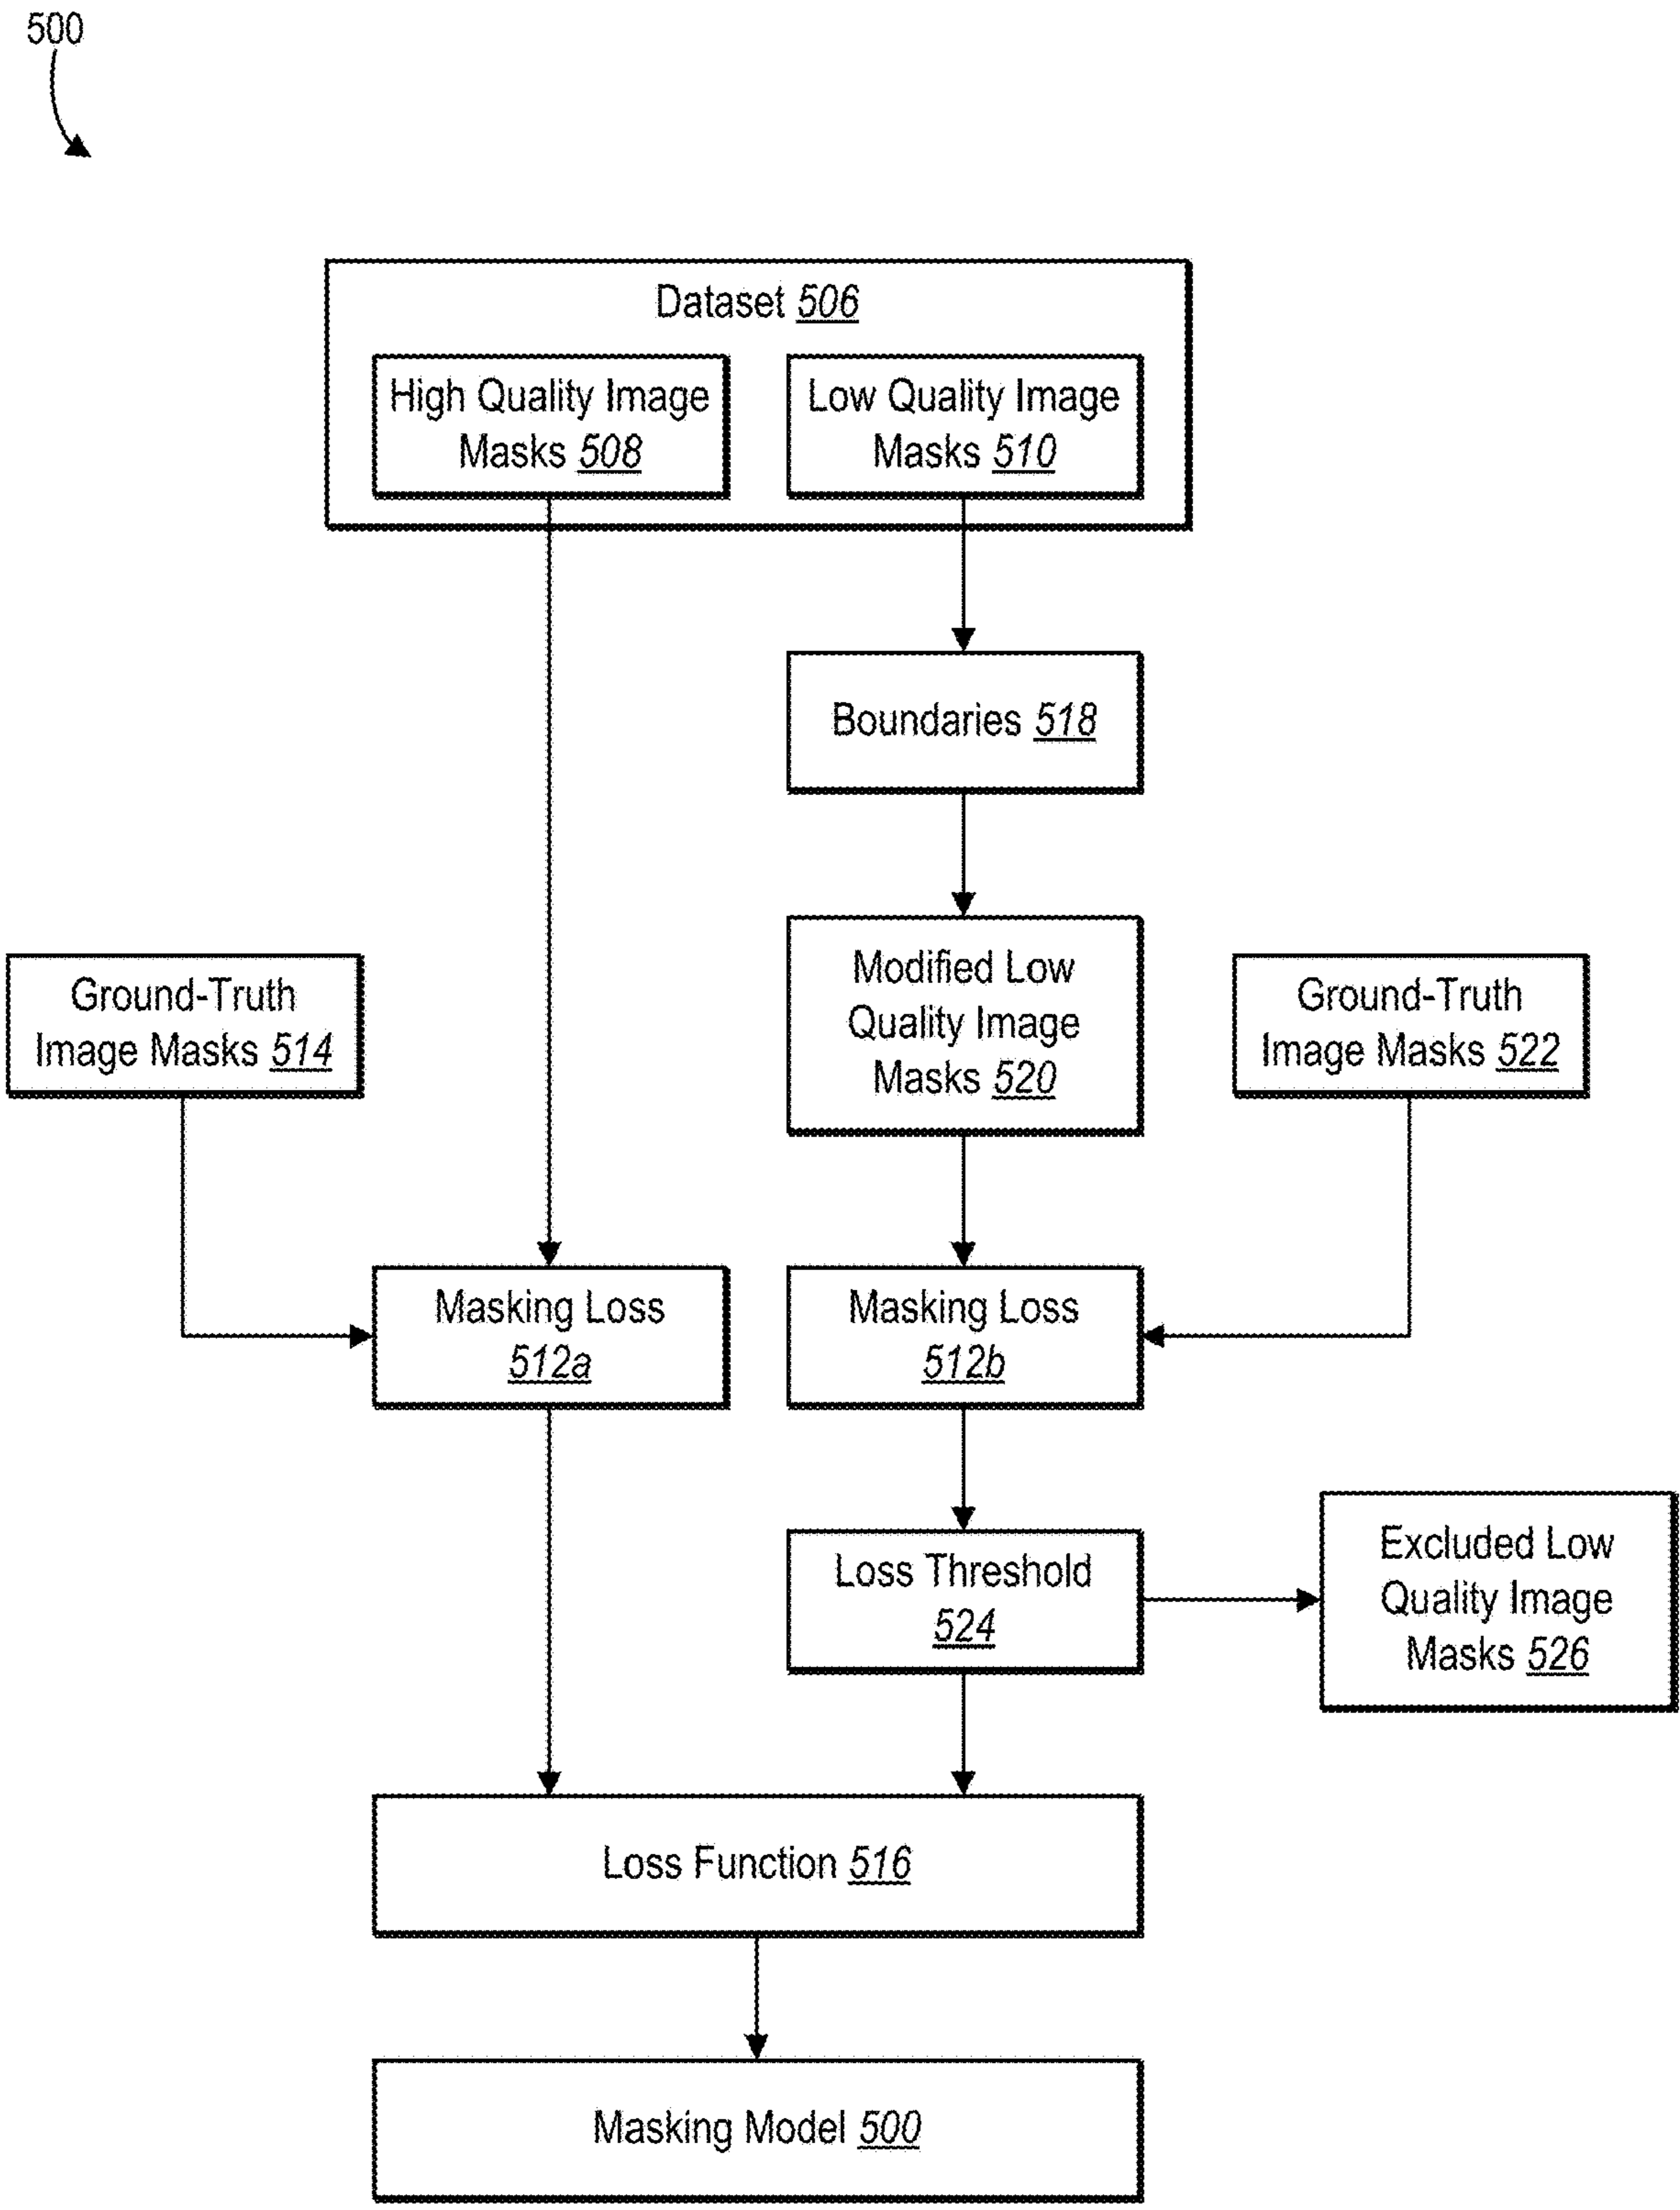 500
Dataset 506
High Quality Image
Masks 508
Low Quality Image
Masks 510
Boundaries 518
Ground-Truth
Image Masks 514
Modified Low
Quality Image
Masks 520
Ground-Truth
Image Masks 522
Masking Loss
512a
Masking Loss
512b
Loss Threshold
524
Excluded Low
Quality Image
Masks 526
Loss Function 516
Masking Model 500